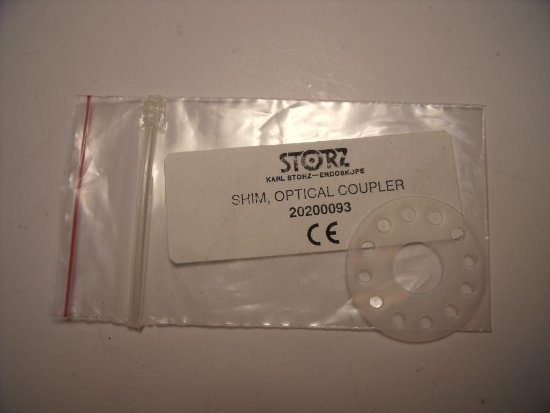 STORZ
KARL STORZ—ENDOSKOPE
SHIM, OPTICAL COUPLER
20200093
CE